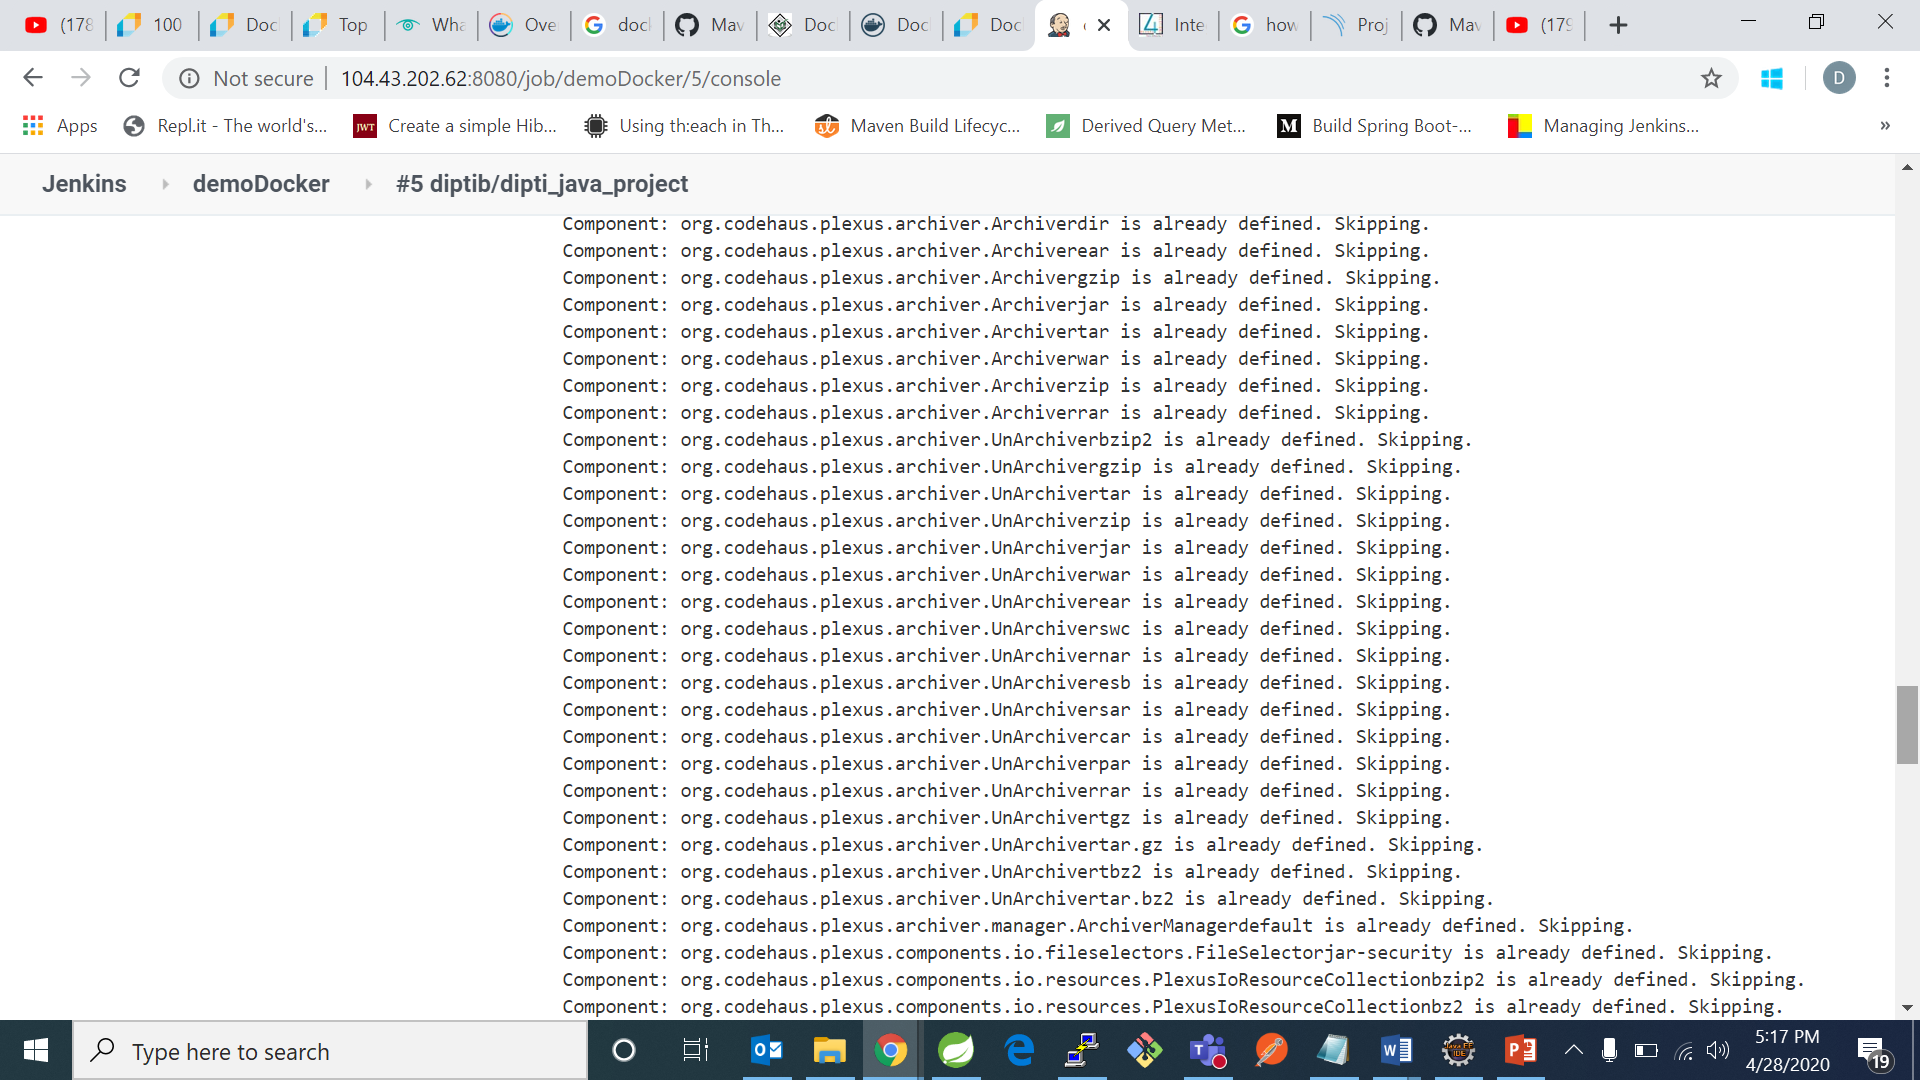 (178
100
Doc
Top
Wha
Ove
doc
Mav
Doc
Doc
Doc
Inte
how
Proj
Mav
(179
Not secure
104.43.202.62:8080/job/demoDocker/5/console
D
Apps
Repl.it - The world's...
JWT
Create a simple Hib...
Using th:each in Th...
Maven Build Lifecyc...
Derived Query Met...
M
Build Spring Boot-...
Managing Jenkins...
»
Jenkins
demoDocker
#5 diptib/dipti_java_project
Component: org.codehaus.plexus.archiver.Archiverdir is already defined. Skipping.
Component: org.codehaus.plexus.archiver.Archiverear is already defined. Skipping.
Component: org.codehaus.plexus.archiver.Archivergzip is already defined. Skipping.
Component: org.codehaus.plexus.archiver.Archiverjar is already defined. Skipping.
Component: org.codehaus.plexus.archiver.Archivertar is already defined. Skipping.
Component: org.codehaus.plexus.archiver.Archiverwar is already defined. Skipping.
Component: org.codehaus.plexus.archiver.Archiverzip is already defined. Skipping.
Component: org.codehaus.plexus.archiver.Archiverrar is already defined. Skipping.
Component: org.codehaus.plexus.archiver.UnArchiverbzip2 is already defined. Skipping.
Component: org.codehaus.plexus.archiver.UnArchivergzip is already defined. Skipping.
Component: org.codehaus.plexus.archiver.UnArchivertar is already defined. Skipping.
Component: org.codehaus.plexus.archiver.UnArchiverzip is already defined. Skipping.
Component: org.codehaus.plexus.archiver.UnArchiverjar is already defined. Skipping.
Component: org.codehaus.plexus.archiver.UnArchiverwar is already defined. Skipping.
Component: org.codehaus.plexus.archiver.UnArchiverear is already defined. Skipping.
Component: org.codehaus.plexus.archiver.UnArchiverswc is already defined. Skipping.
Component: org.codehaus.plexus.archiver.UnArchivernar is already defined. Skipping.
Component: org.codehaus.plexus.archiver.UnArchiveresb is already defined. Skipping.
Component: org.codehaus.plexus.archiver.UnArchiversar is already defined. Skipping.
Component: org.codehaus.plexus.archiver.UnArchivercar is already defined. Skipping.
Component: org.codehaus.plexus.archiver.UnArchiverpar is already defined. Skipping.
Component: org.codehaus.plexus.archiver.UnArchiverrar is already defined. Skipping.
Component: org.codehaus.plexus.archiver.UnArchivertgz is already defined. Skipping.
Component: org.codehaus.plexus.archiver.UnArchivertar.gz is already defined. Skipping.
Component: org.codehaus.plexus.archiver.UnArchivertbz2 is already defined. Skipping.
Component: org.codehaus.plexus.archiver.UnArchivertar.bz2 is already defined. Skipping.
Component: org.codehaus.plexus.archiver.manager.ArchiverManagerdefault is already defined. Skipping.
Component: org.codehaus.plexus.components.io.fileselectors.FileSelectorjar-security is already defined. Skipping.
Component: org.codehaus.plexus.components.io.resources.PlexusIoResourceCollectionbzip2 is already defined. Skipping.
Component: org.codehaus.plexus.components.io.resources.PlexusIoResourceCollectionbz2 is already defined. Skipping.
Type here to search
5:17 PM
4/28/2020
19